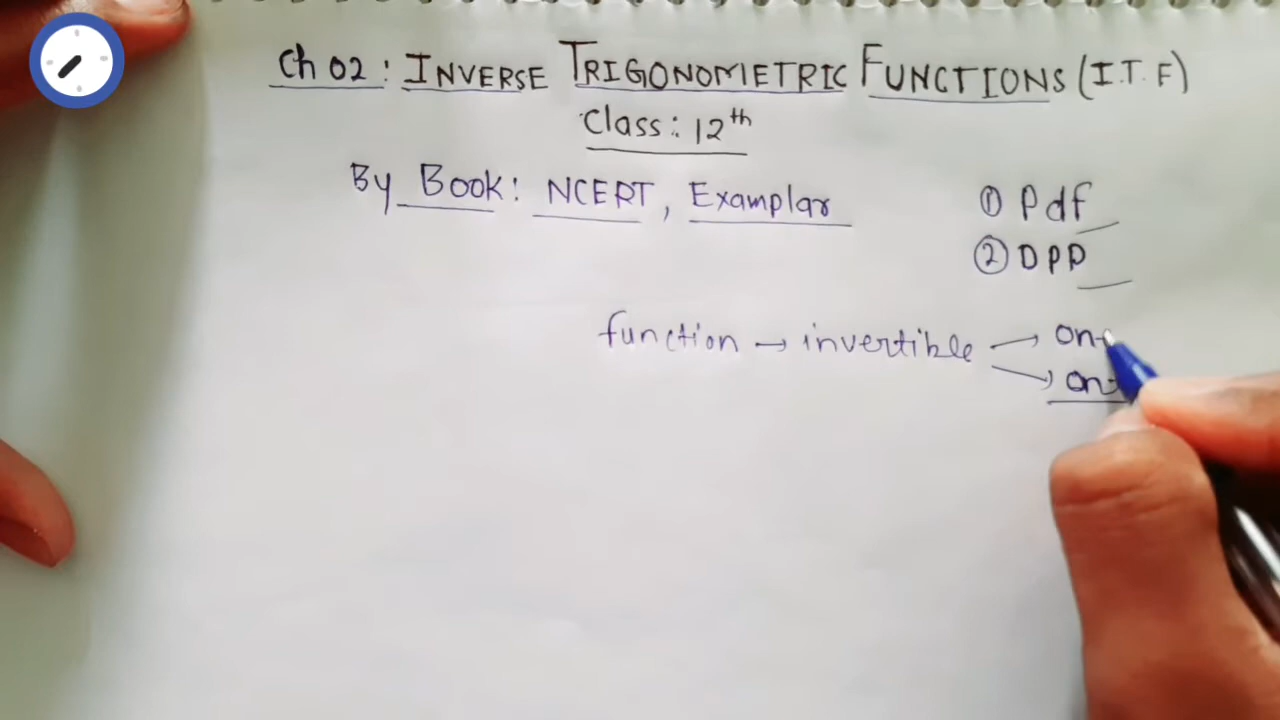 Ch 02 : INVERSE TRIGONOMETRIC FUNCTIONS (I.T.F)
Class : 12th
By Book : NCERT, Examplar
① Pdf
② DPP
function → invertible →
→